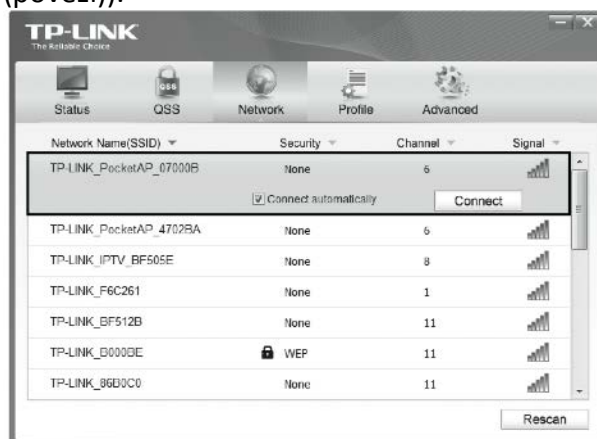 (poveži)).
TP-LINK
The Reliable Choice
Status QSS Network Profile Advanced
Network Name(SSID) Security Channel Signal
TP-LINK_PocketAP_07000B None 6
Connect automatically Connect
TP-LINK_PocketAP_4702BA None 6
TP-LINK_IPTV_BF505E None 8
TP-LINK_F6C261 None 1
TP-LINK_BF512B None 11
TP-LINK_B000BE WEP 11
TP-LINK_86B0C0 None 11
Rescan